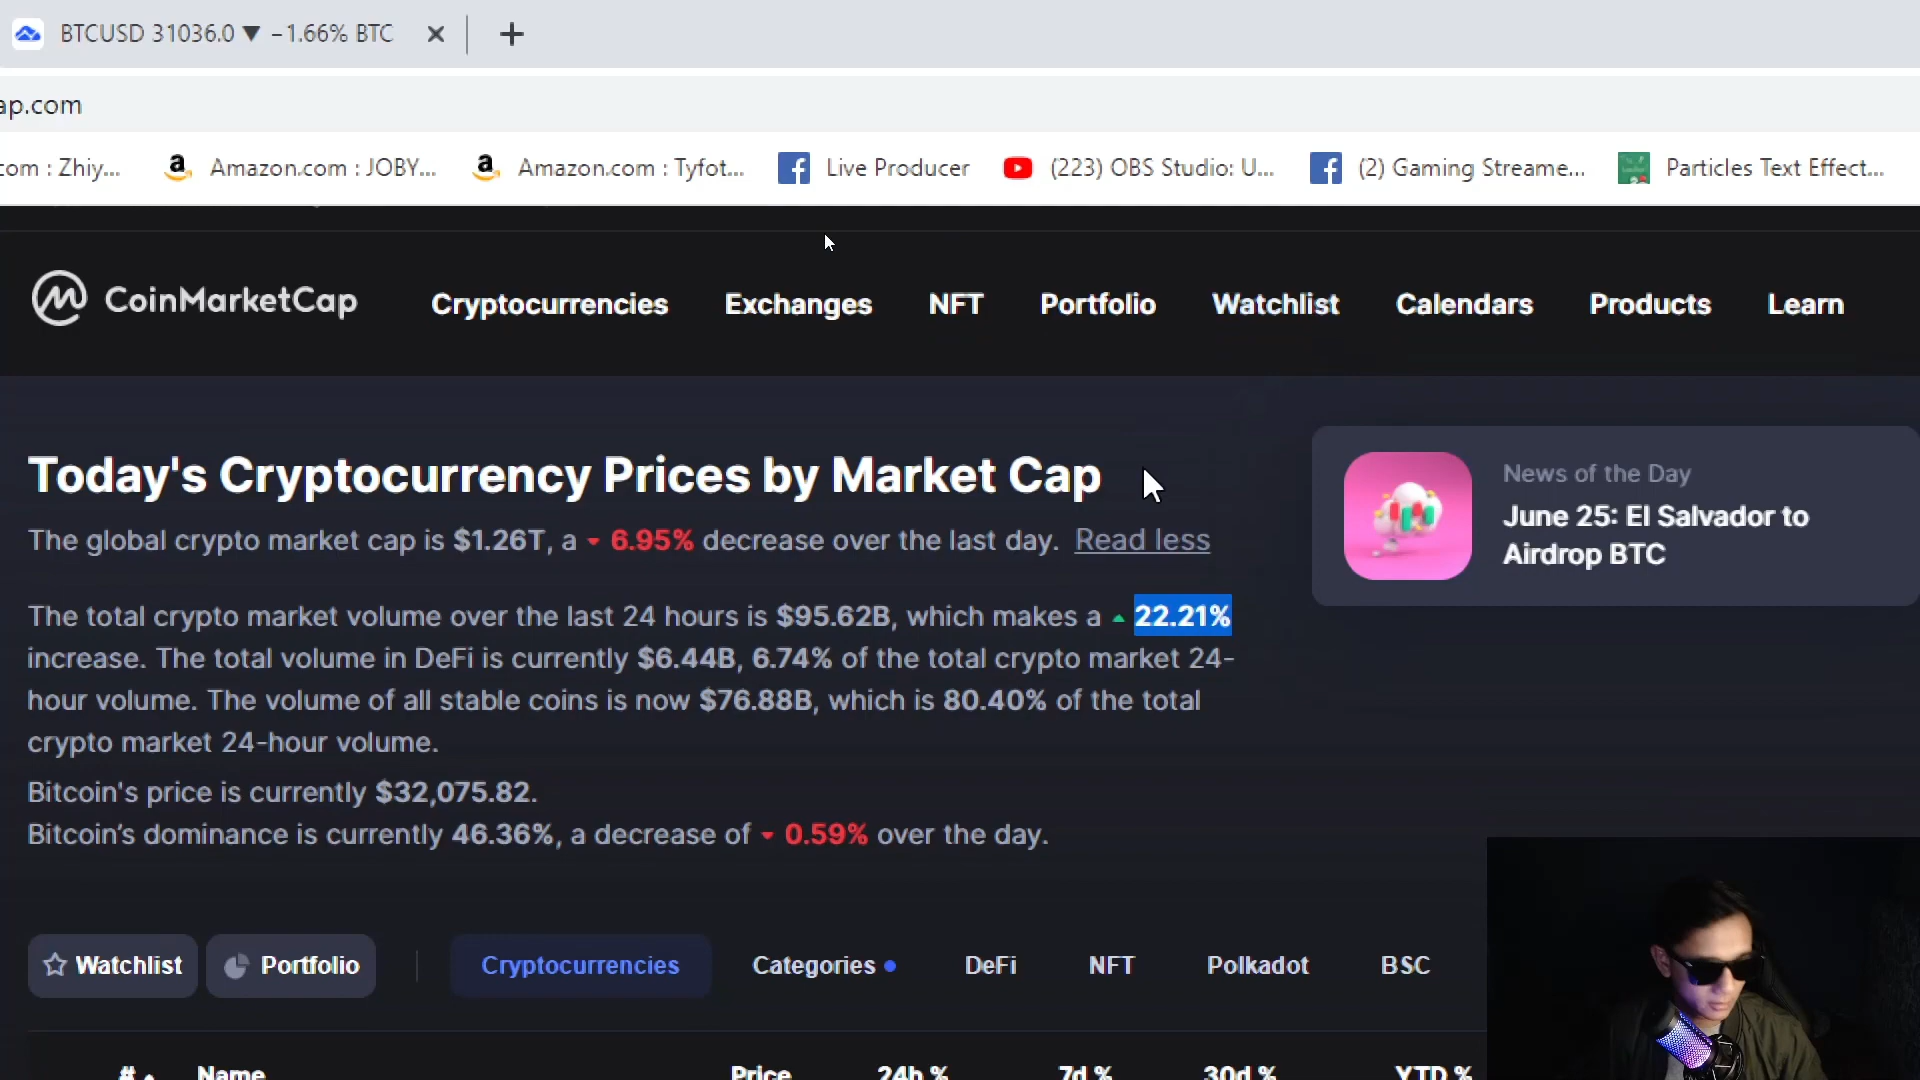 BTCUSD 31036.0 ▼ −1.66% BTC
ap.com
com : Zhiy...
Amazon.com : JOBY...
Amazon.com : Tyfot...
Live Producer
(223) OBS Studio: U...
(2) Gaming Streame...
Particles Text Effect...
CoinMarketCap
Cryptocurrencies
Exchanges
NFT
Portfolio
Watchlist
Calendars
Products
Learn
Today's Cryptocurrency Prices by Market Cap
The global crypto market cap is $1.26T, a ▼ 6.95% decrease over the last day. Read less
The total crypto market volume over the last 24 hours is $95.62B, which makes a ▲ 22.21%
increase. The total volume in DeFi is currently $6.44B, 6.74% of the total crypto market 24-
hour volume. The volume of all stable coins is now $76.88B, which is 80.40% of the total
crypto market 24-hour volume.
Bitcoin's price is currently $32,075.82.
Bitcoin’s dominance is currently 46.36%, a decrease of ▼ 0.59% over the day.
News of the Day
June 25: El Salvador to
Airdrop BTC
Watchlist
Portfolio
Cryptocurrencies
Categories
DeFi
NFT
Polkadot
BSC
# Name Price 24h % 7d % 30d % YTD %